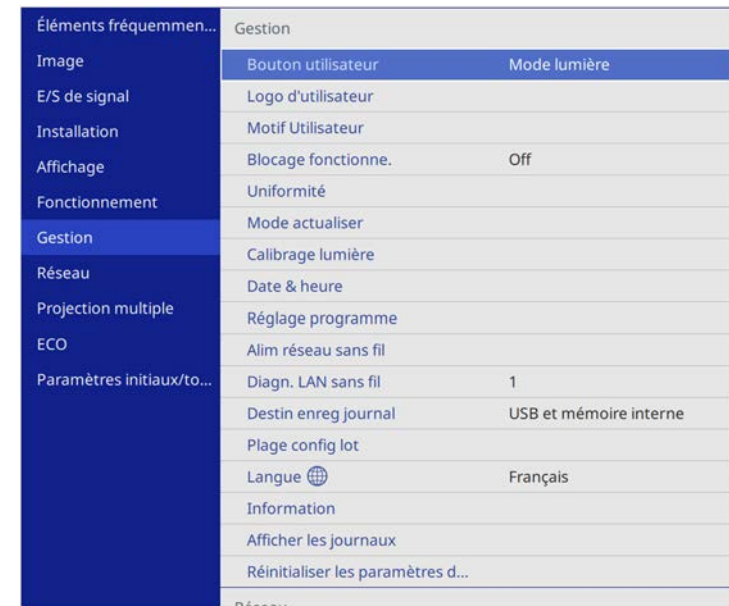 Éléments fréquemmen...
Image
E/S de signal
Installation
Affichage
Fonctionnement
Gestion
Réseau
Projection multiple
ECO
Paramètres initiaux/to...
Gestion
Bouton utilisateur Mode lumière
Logo d'utilisateur
Motif Utilisateur
Blocage fonctionne. Off
Uniformité
Mode actualiser
Calibrage lumière
Date & heure
Réglage programme
Alim réseau sans fil
Diagn. LAN sans fil 1
Destin enreg journal USB et mémoire interne
Plage config lot
Langue Français
Information
Afficher les journaux
Réinitialiser les paramètres d...
Réseau